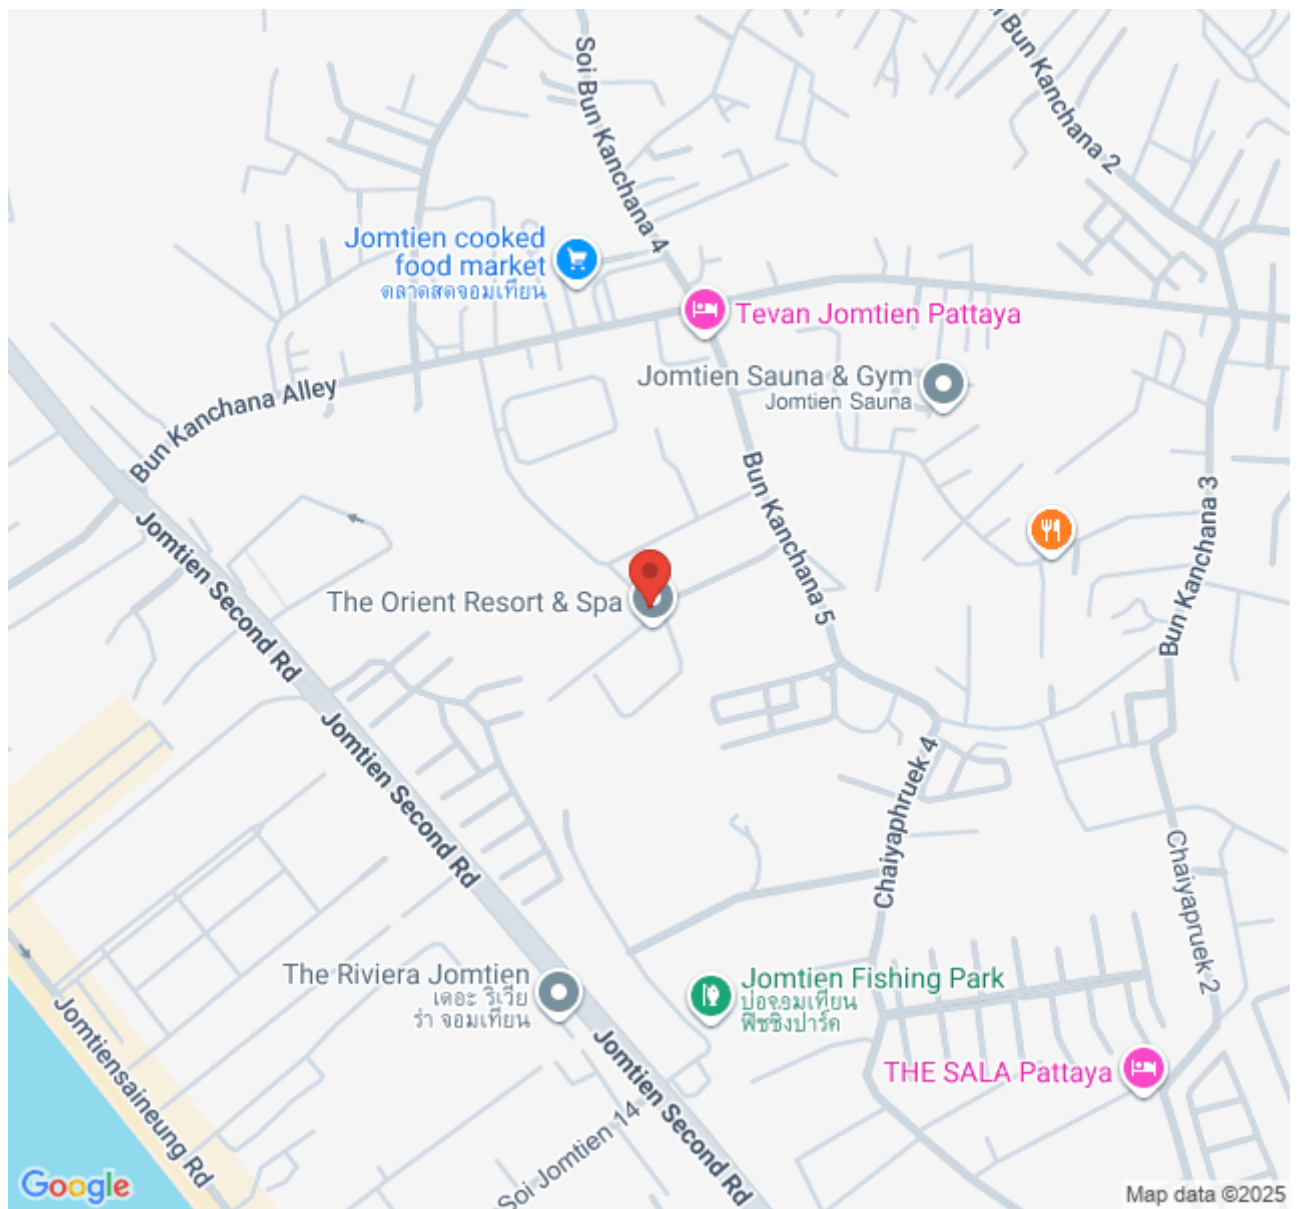 Soi Bun Kanchana 4
Bun Kanchana 2
Jomtien cooked
food market
ตลาดสดจอมเทียน
Tevan Jomtien Pattaya
Jomtien Sauna & Gym
Jomtien Sauna
Bun Kanchana Alley
Bun Kanchana 5
Bun Kanchana 3
Jomtien Second Rd
The Orient Resort & Spa
Jomtien Second Rd
Chaiyaphruek 4
Chaiyapruek 2
The Riviera Jomtien
เดอะ ริเวีย
ร่า จอมเทียน
Jomtien Fishing Park
บ่อจอมเทียน
ฟิชชิ่งปาร์ค
Jomtiensaineung Rd
Jomtien Second Rd
THE SALA Pattaya
Soi Jomtien 14
Google
Map data ©2025